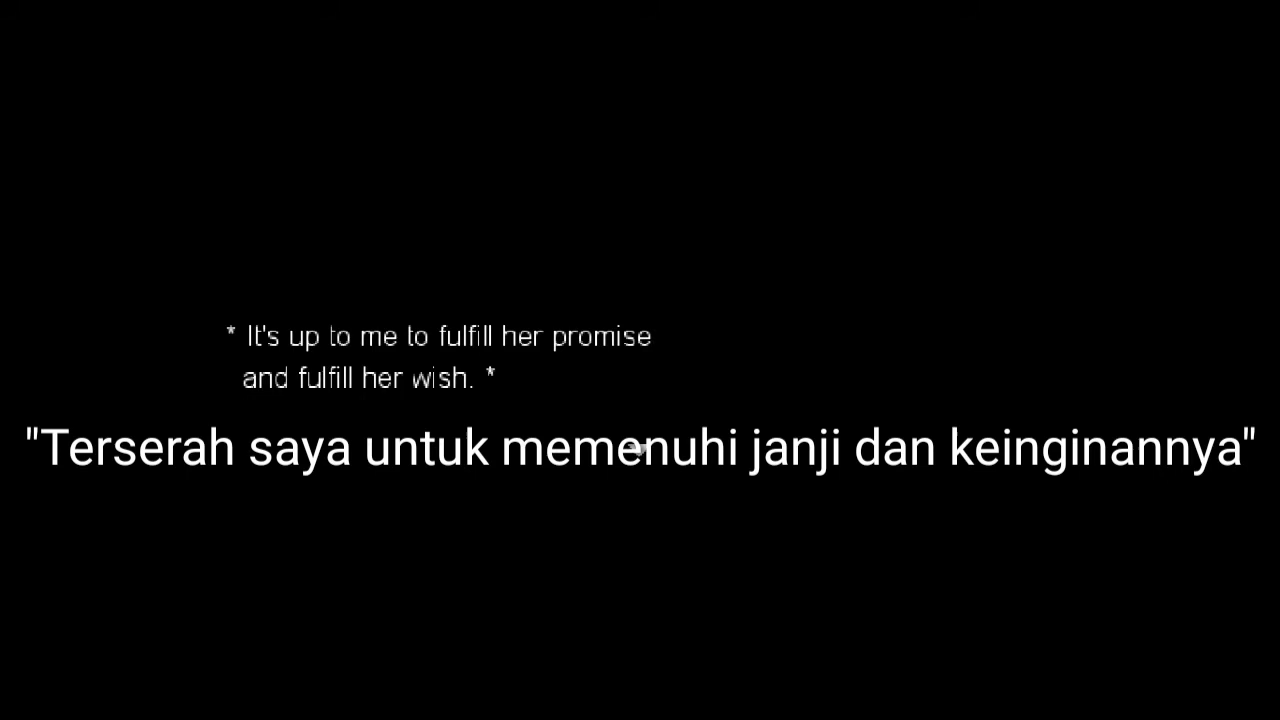 * It's up to me to fulfill her promise
and fulfill her wish. *
"Terserah saya untuk memenuhi janji dan keinginannya"